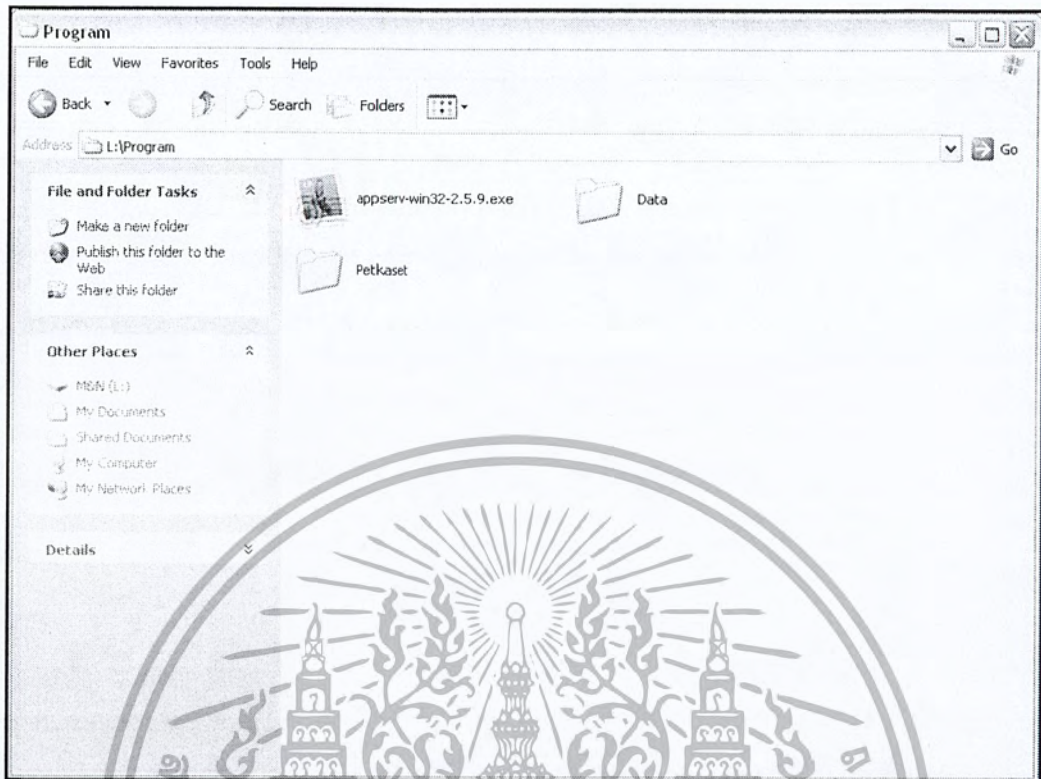 Program
File Edit View Favorites Tools Help
Back Search Folders
Address L:\Program Go
File and Folder Tasks
Make a new folder
Publish this folder to the
Web
Share this folder
Other Places
M&N (L:)
My Documents
Shared Documents
My Computer
My Network Places
Details
appserv-win32-2.5.9.exe
Data
Petkaset